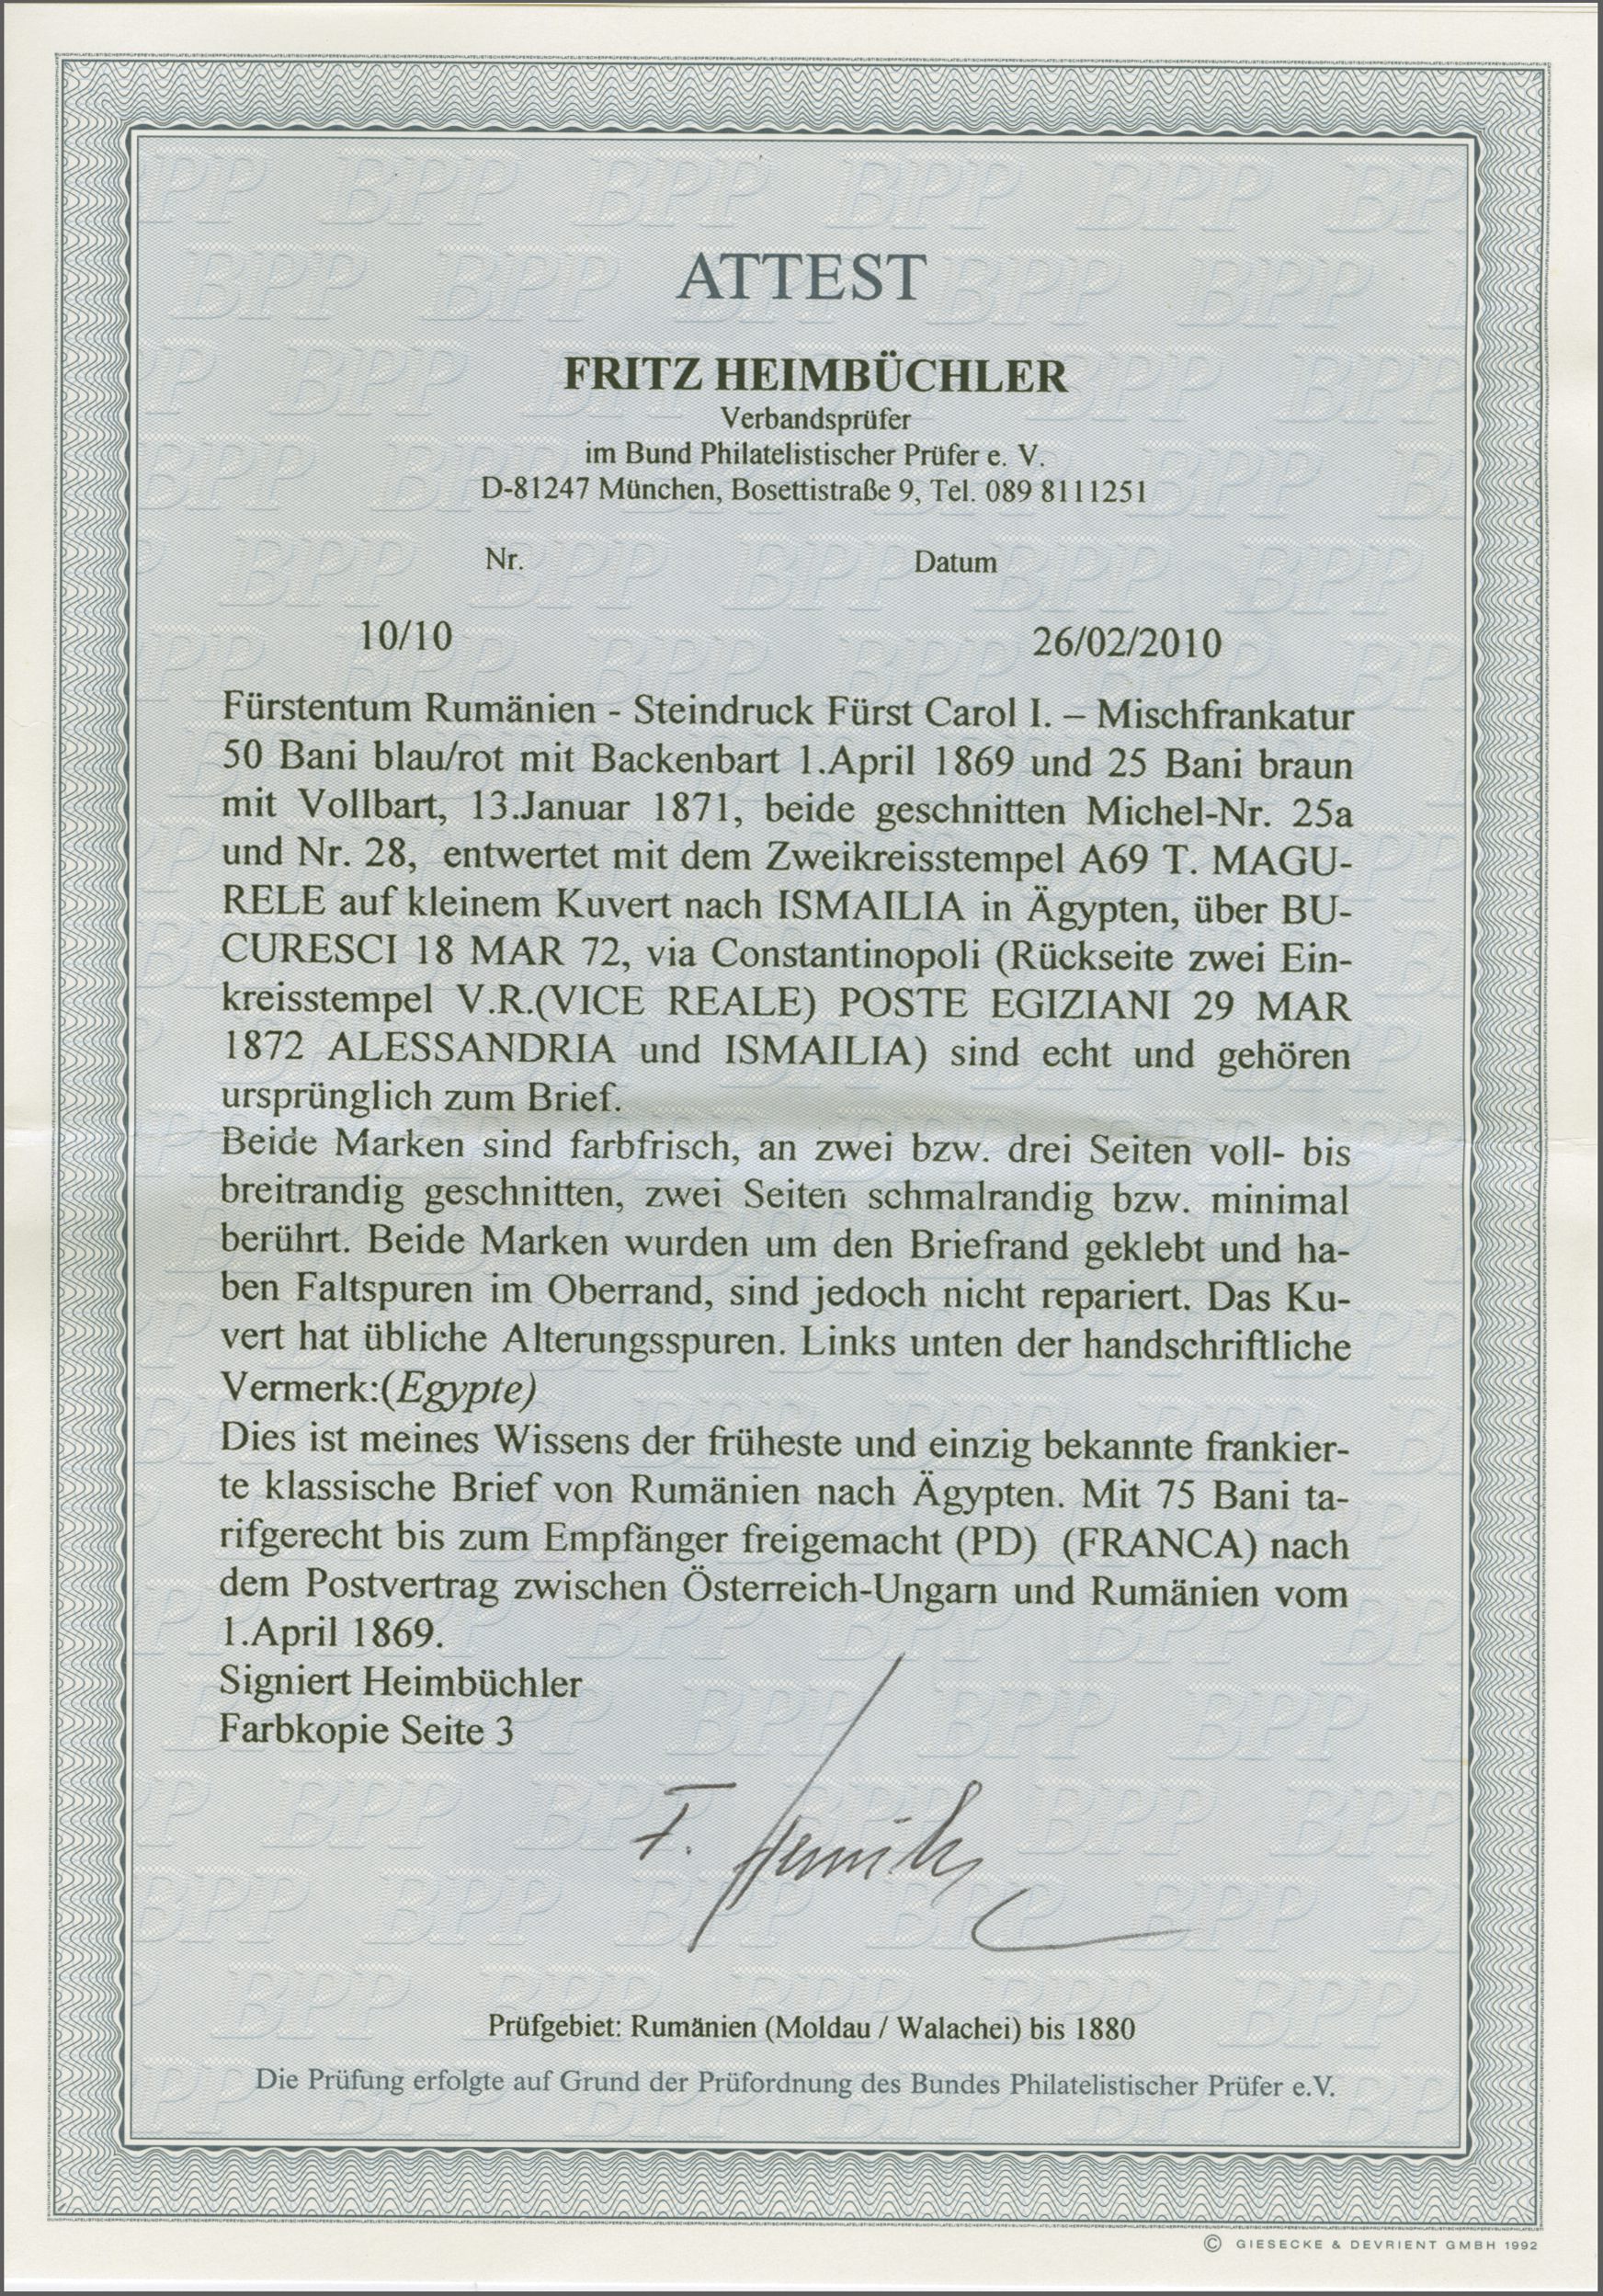 ATTEST
FRITZ HEIMBÜCHLER
Verbandsprüfer
im Bund Philatelistischer Prüfer e. V.
D-81247 München, Bosettistraße 9, Tel. 089 8111251
Nr. Datum
10/10 26/02/2010
Fürstentum Rumänien - Steindruck Fürst Carol I. – Mischfrankatur
50 Bani blau/rot mit Backenbart 1.April 1869 und 25 Bani braun
mit Vollbart, 13.Januar 1871, beide geschnitten Michel-Nr. 25a
und Nr. 28, entwertet mit dem Zweikreisstempel A69 T. MAGU-
RELE auf kleinem Kuvert nach ISMAILIA in Ägypten, über BU-
CURESCI 18 MAR 72, via Constantinopoli (Rückseite zwei Ein-
kreisstempel V.R.(VICE REALE) POSTE EGIZIANI 29 MAR
1872 ALESSANDRIA und ISMAILIA) sind echt und gehören
ursprünglich zum Brief.
Beide Marken sind farbfrisch, an zwei bzw. drei Seiten voll- bis
breitrandig geschnitten, zwei Seiten schmalrandig bzw. minimal
berührt. Beide Marken wurden um den Briefrand geklebt und ha-
ben Faltspuren im Oberrand, sind jedoch nicht repariert. Das Ku-
vert hat übliche Alterungsspuren. Links unten der handschriftliche
Vermerk:(Egypte)
Dies ist meines Wissens der früheste und einzig bekannte frankier-
te klassische Brief von Rumänien nach Ägypten. Mit 75 Bani ta-
rifgerecht bis zum Empfänger freigemacht (PD) (FRANCA) nach
dem Postvertrag zwischen Österreich-Ungarn und Rumänien vom
1.April 1869.
Signiert Heimbüchler
Farbkopie Seite 3
Prüfgebiet: Rumänien (Moldau / Walachei) bis 1880
Die Prüfung erfolgte auf Grund der Prüfordnung des Bundes Philatelistischer Prüfer e.V.
© GIESECKE & DEVRIENT GMBH 1992